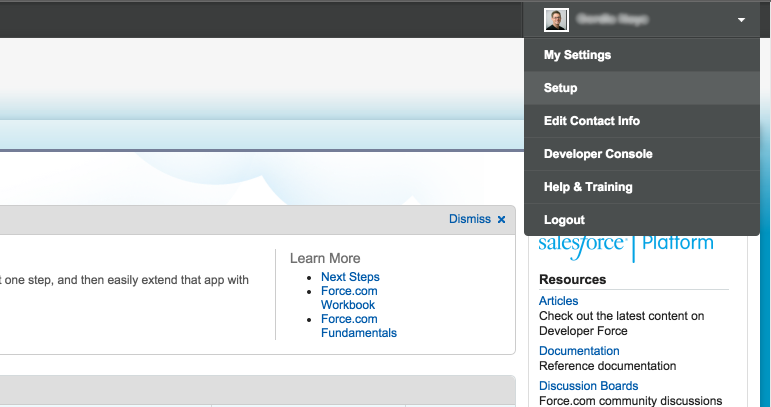 My Settings
Setup
Edit Contact Info
Developer Console
Help & Training
Logout
Dismiss ×
t one step, and then easily extend that app with
Learn More
Next Steps
Force.com
Workbook
Force.com
Fundamentals
salesforce Platform
Resources
Articles
Check out the latest content on
Developer Force
Documentation
Reference documentation
Discussion Boards
Force.com community discussions